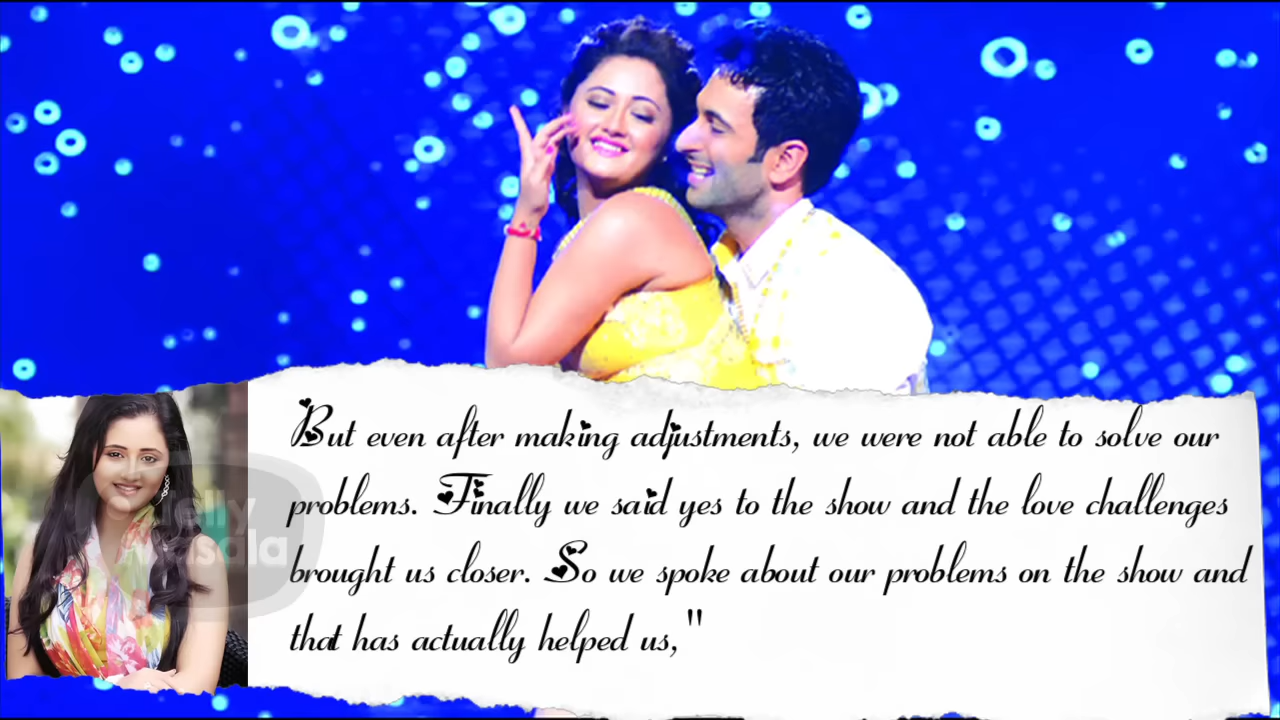 But even after making adjustments, we were not able to solve our
problems. Finally we said yes to the show and the love challenges
brought us closer. So we spoke about our problems on the show and
that has actually helped us,"
Telly
Masala